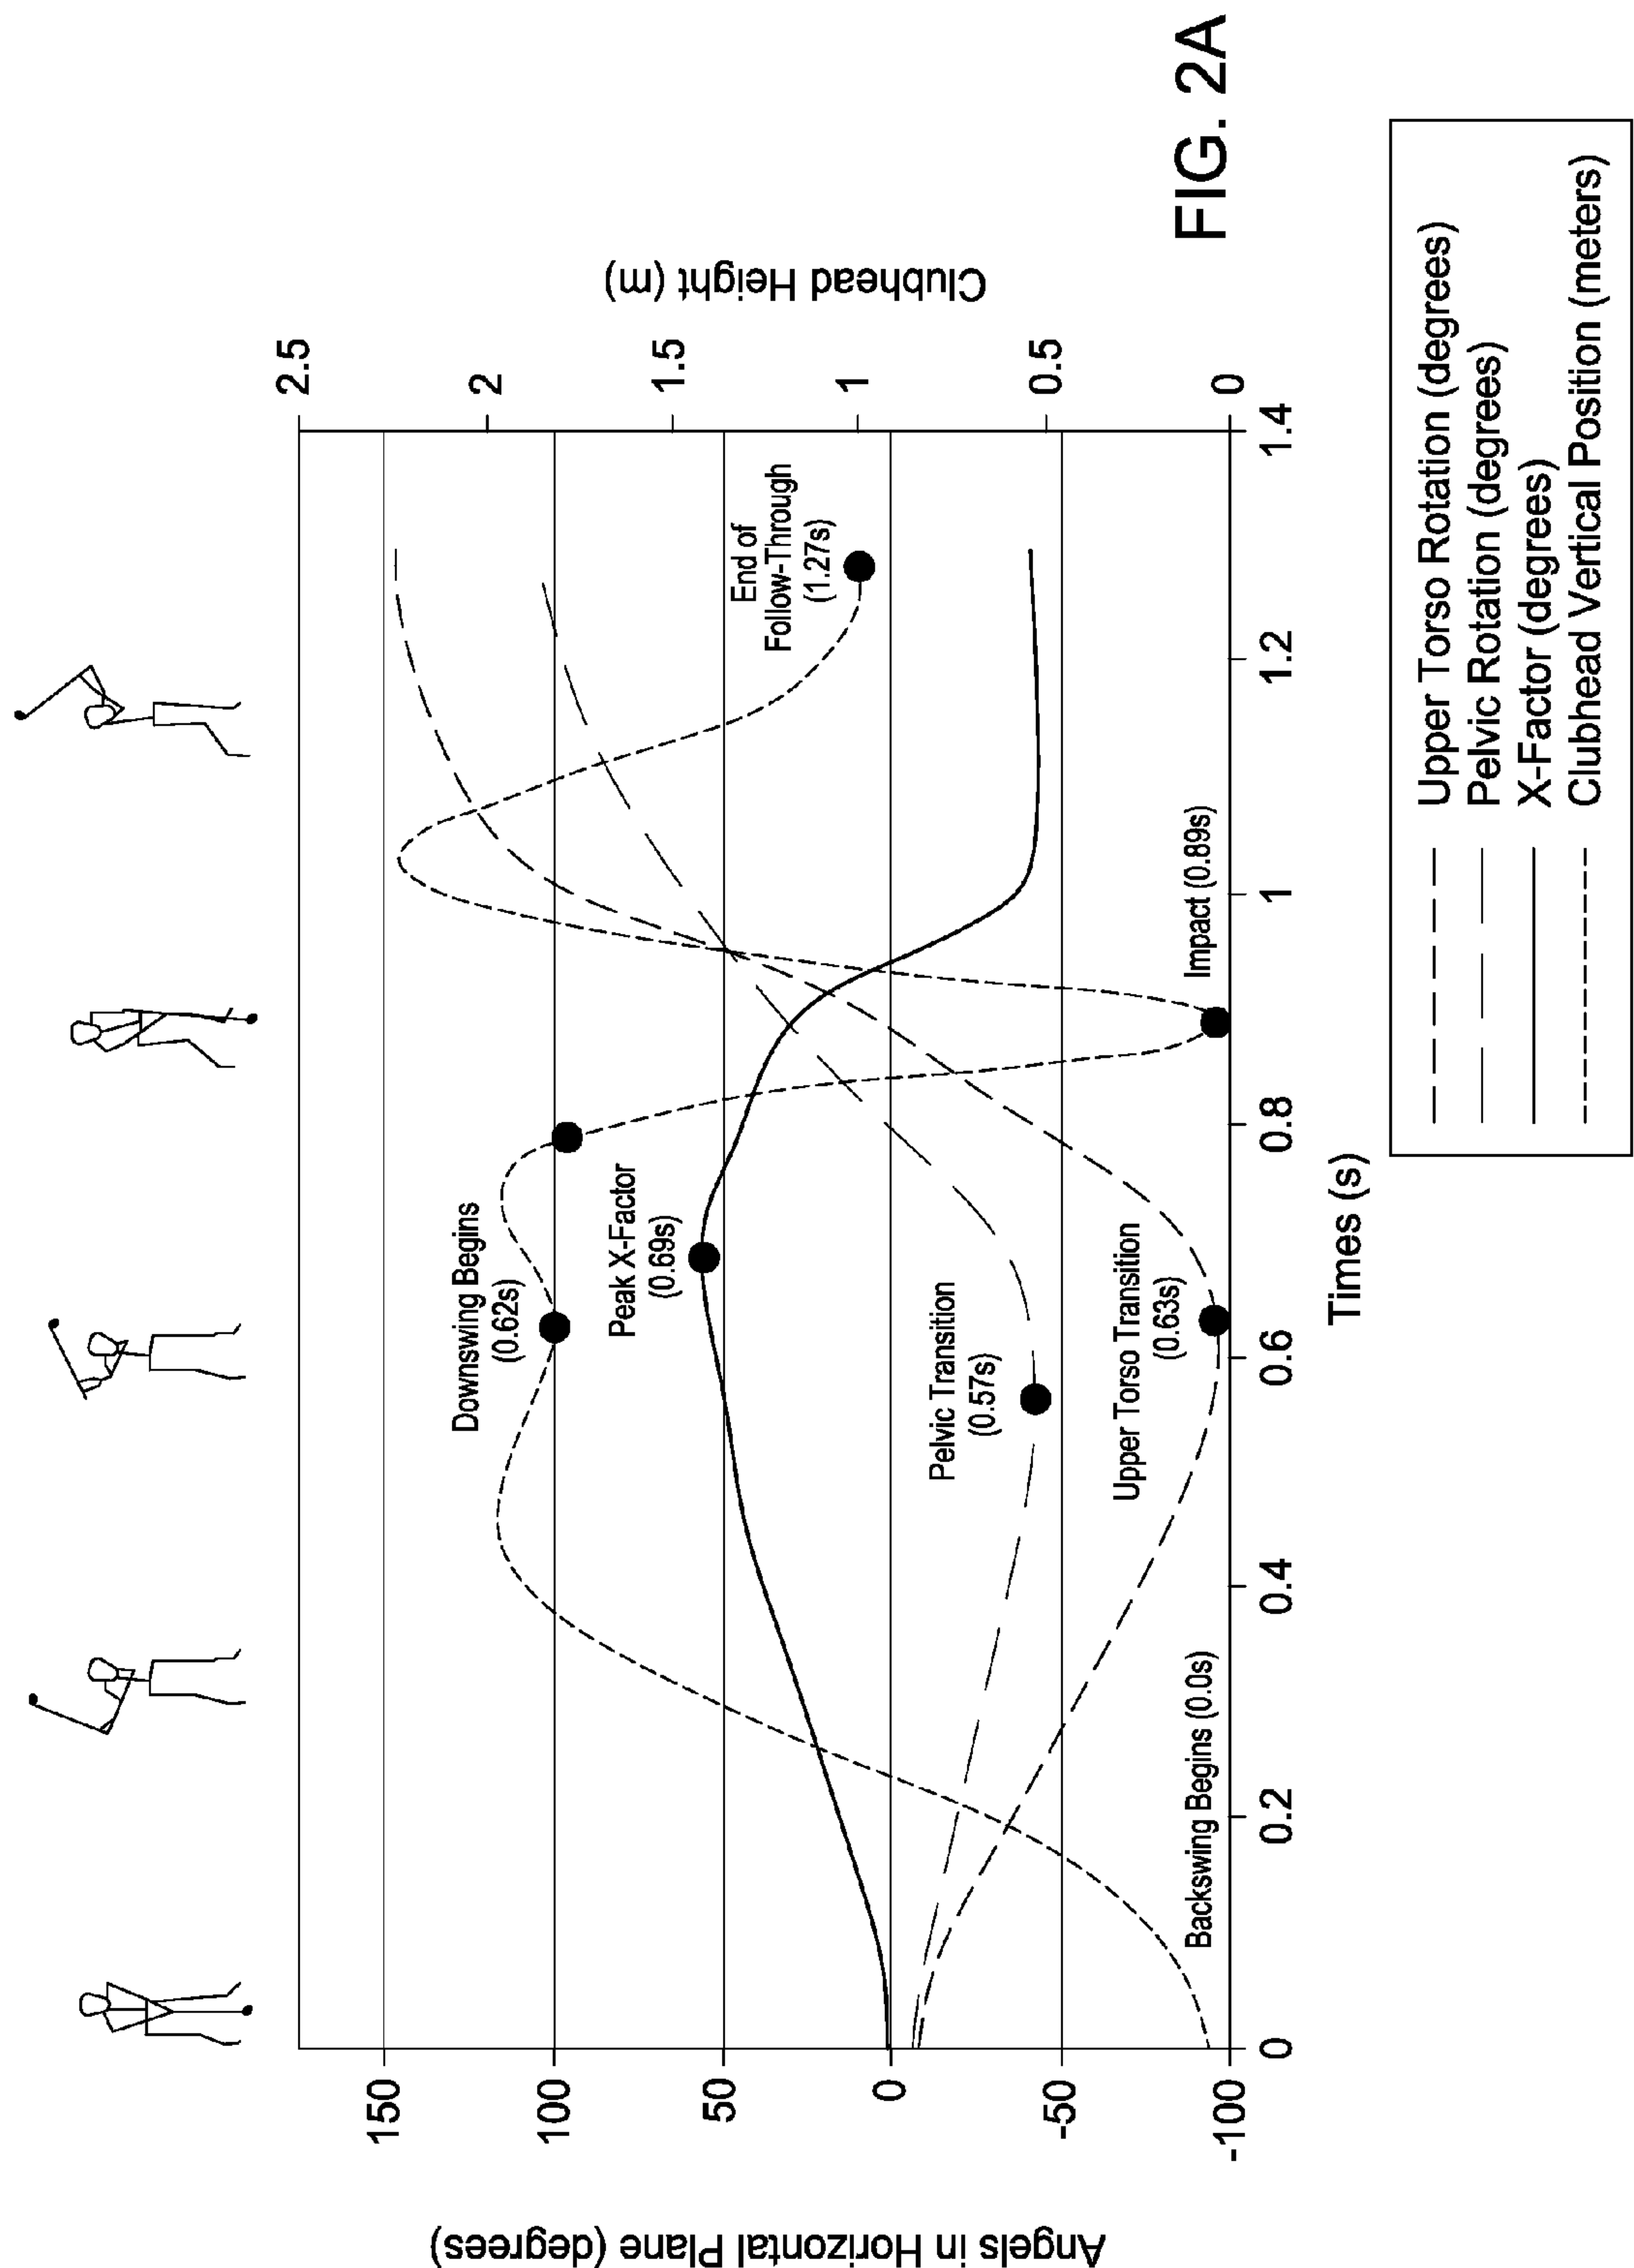 Angels in Horizontal Plane (degrees)
150
100
50
0
-50
-100
Downswing Begins
(0.62s)
Peak X-Factor
(0.69s)
Pelvic Transition
(0.57s)
Upper Torso Transition
(0.63s)
Backswing Begins (0.0s)
Impact (0.89s)
End of
Follow-Through
(1.27s)
2.5
2
1.5
1
0.5
0
Clubhead Height (m)
0
0.2
0.4
0.6
0.8
1
1.2
1.4
Times (s)
FIG. 2A
Upper Torso Rotation (degrees)
Pelvic Rotation (degrees)
X-Factor (degrees)
Clubhead Vertical Position (meters)